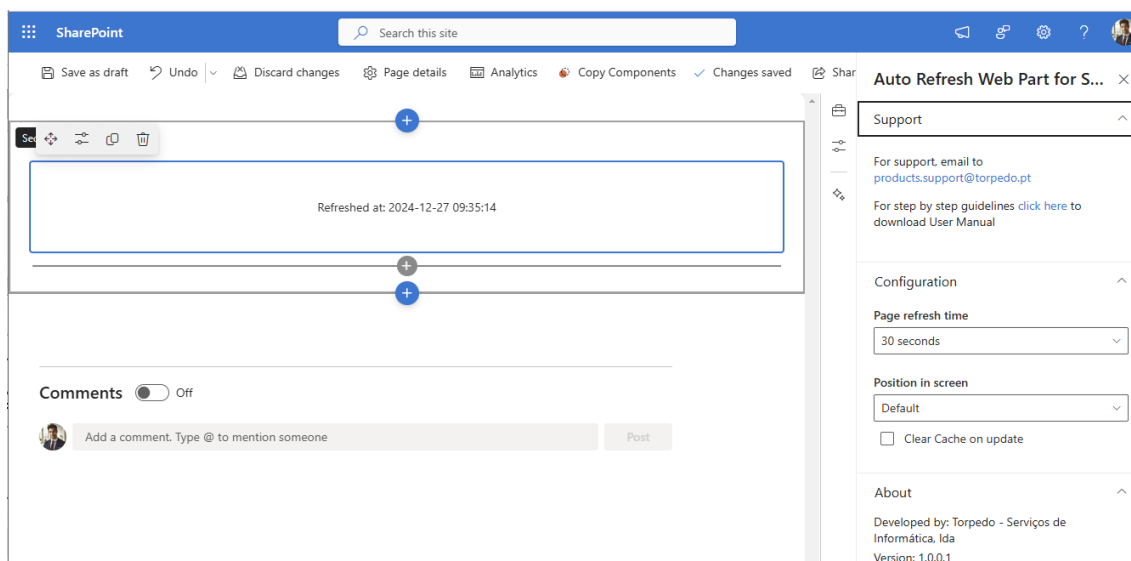 SharePoint
Search this site
?
Save as draft
Undo
Discard changes
Page details
Analytics
Copy Components
Changes saved
Shar
Auto Refresh Web Part for S...
Support
For support, email to
products.support@torpedo.pt
For step by step guidelines click here to
download User Manual
Refreshed at: 2024-12-27 09:35:14
Configuration
Page refresh time
30 seconds
Position in screen
Default
Clear Cache on update
Comments
Off
Add a comment. Type @ to mention someone
Post
About
Developed by: Torpedo - Serviços de
Informática, lda
Version: 1.0.0.1